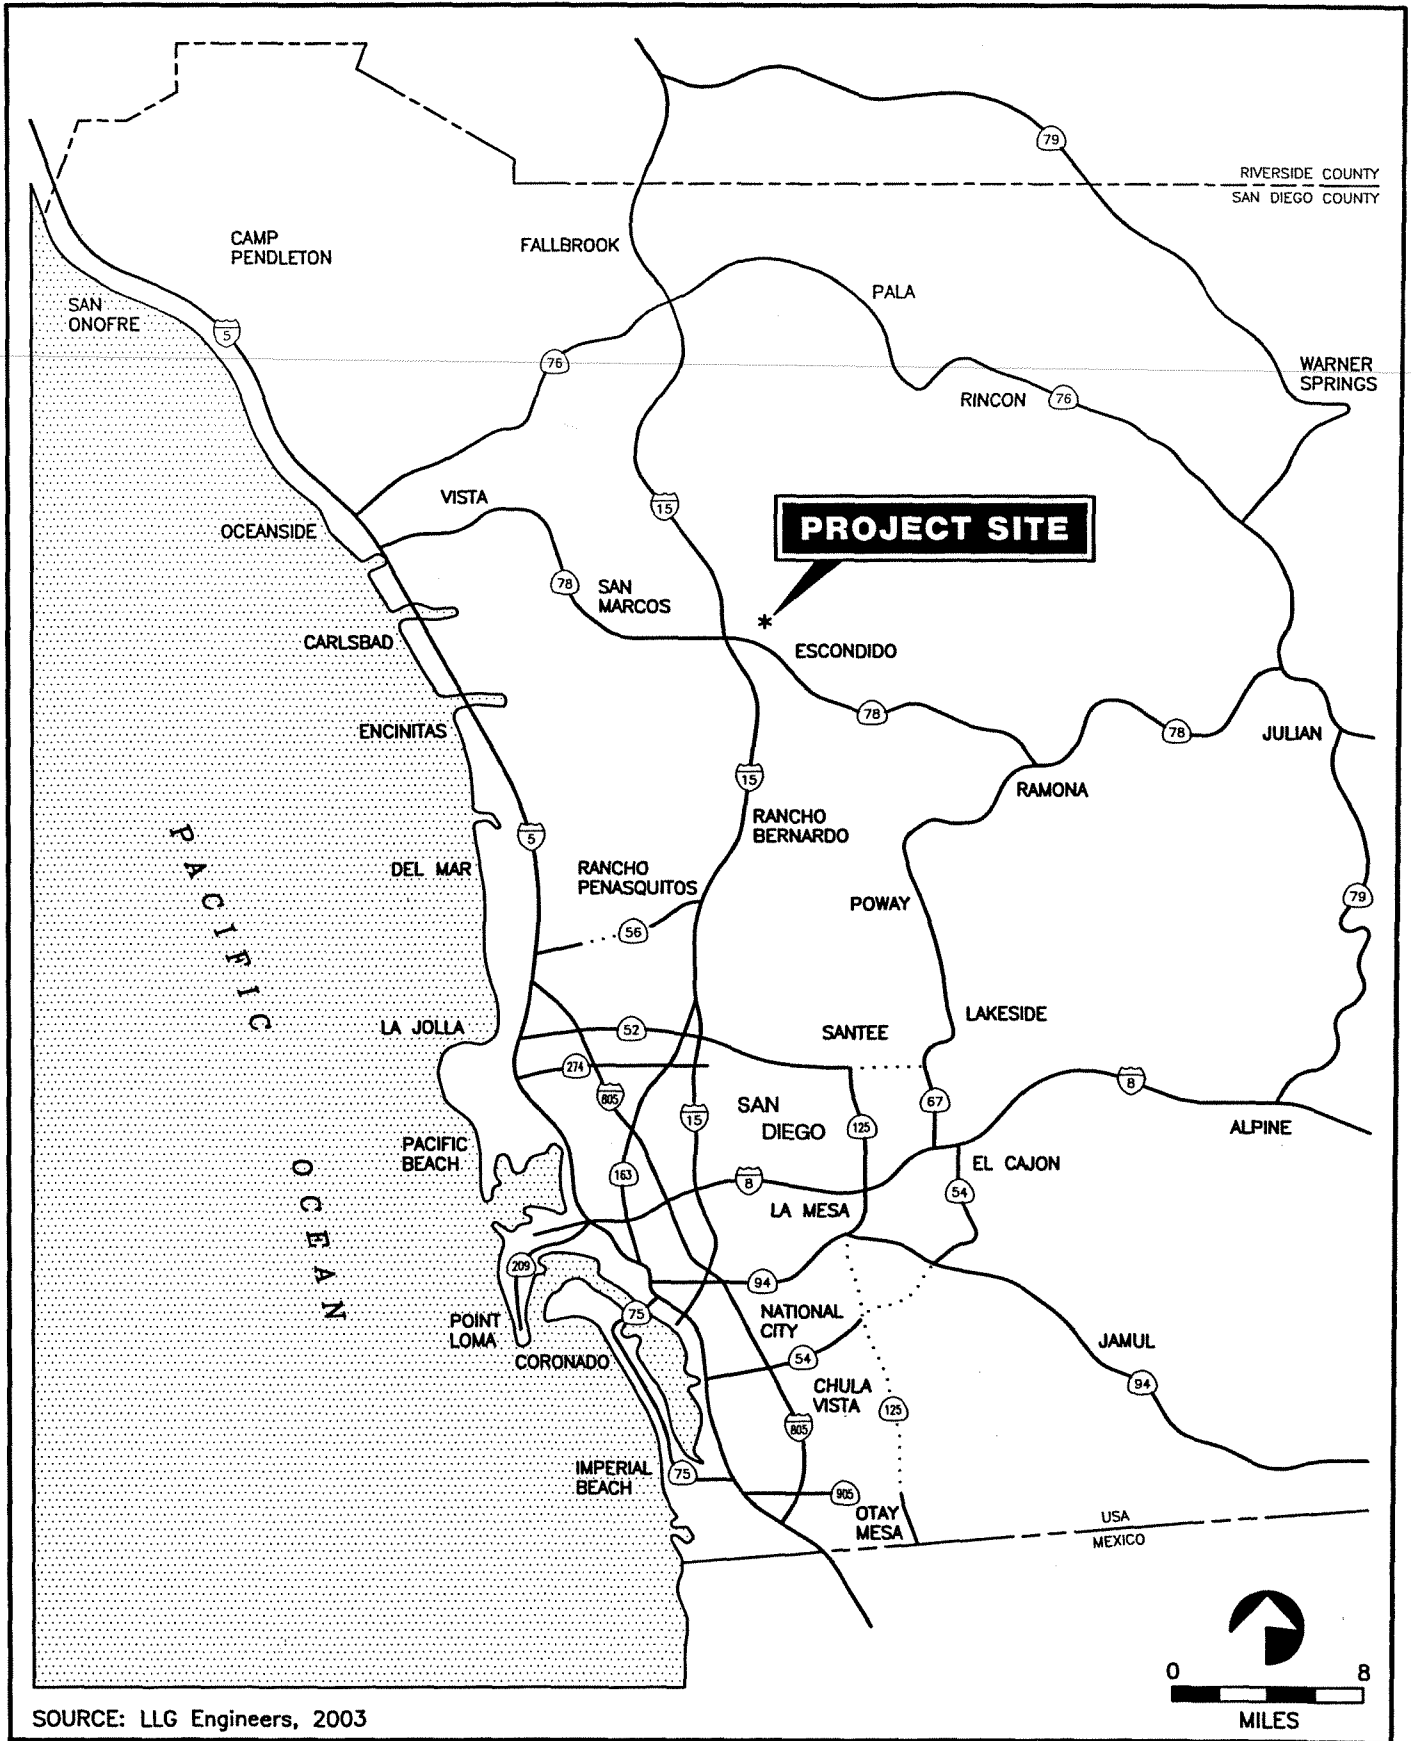 79
RIVERSIDE COUNTY
SAN DIEGO COUNTY
CAMP
PENDLETON
FALLBROOK
PALA
SAN
ONOFRE
5
76
WARNER
SPRINGS
RINCON
76
VISTA
15
OCEANSIDE
PROJECT SITE
78
SAN
MARCOS
*
CARLSBAD
ESCONDIDO
78
ENCINITAS
78
JULIAN
15
RAMONA
RANCHO
BERNARDO
5
DEL MAR
RANCHO
PENASQUITOS
79
POWAY
56
PACIFIC
OCEAN
LA JOLLA
52
SANTEE
LAKESIDE
274
8
805
SAN
DIEGO
67
15
125
ALPINE
PACIFIC
BEACH
163
8
EL CAJON
54
LA MESA
209
94
75
NATIONAL
CITY
POINT
LOMA
CORONADO
54
JAMUL
CHULA
VISTA
94
125
805
IMPERIAL
BEACH
75
905
OTAY
MESA
USA
MEXICO
0 8
MILES
SOURCE: LLG Engineers, 2003